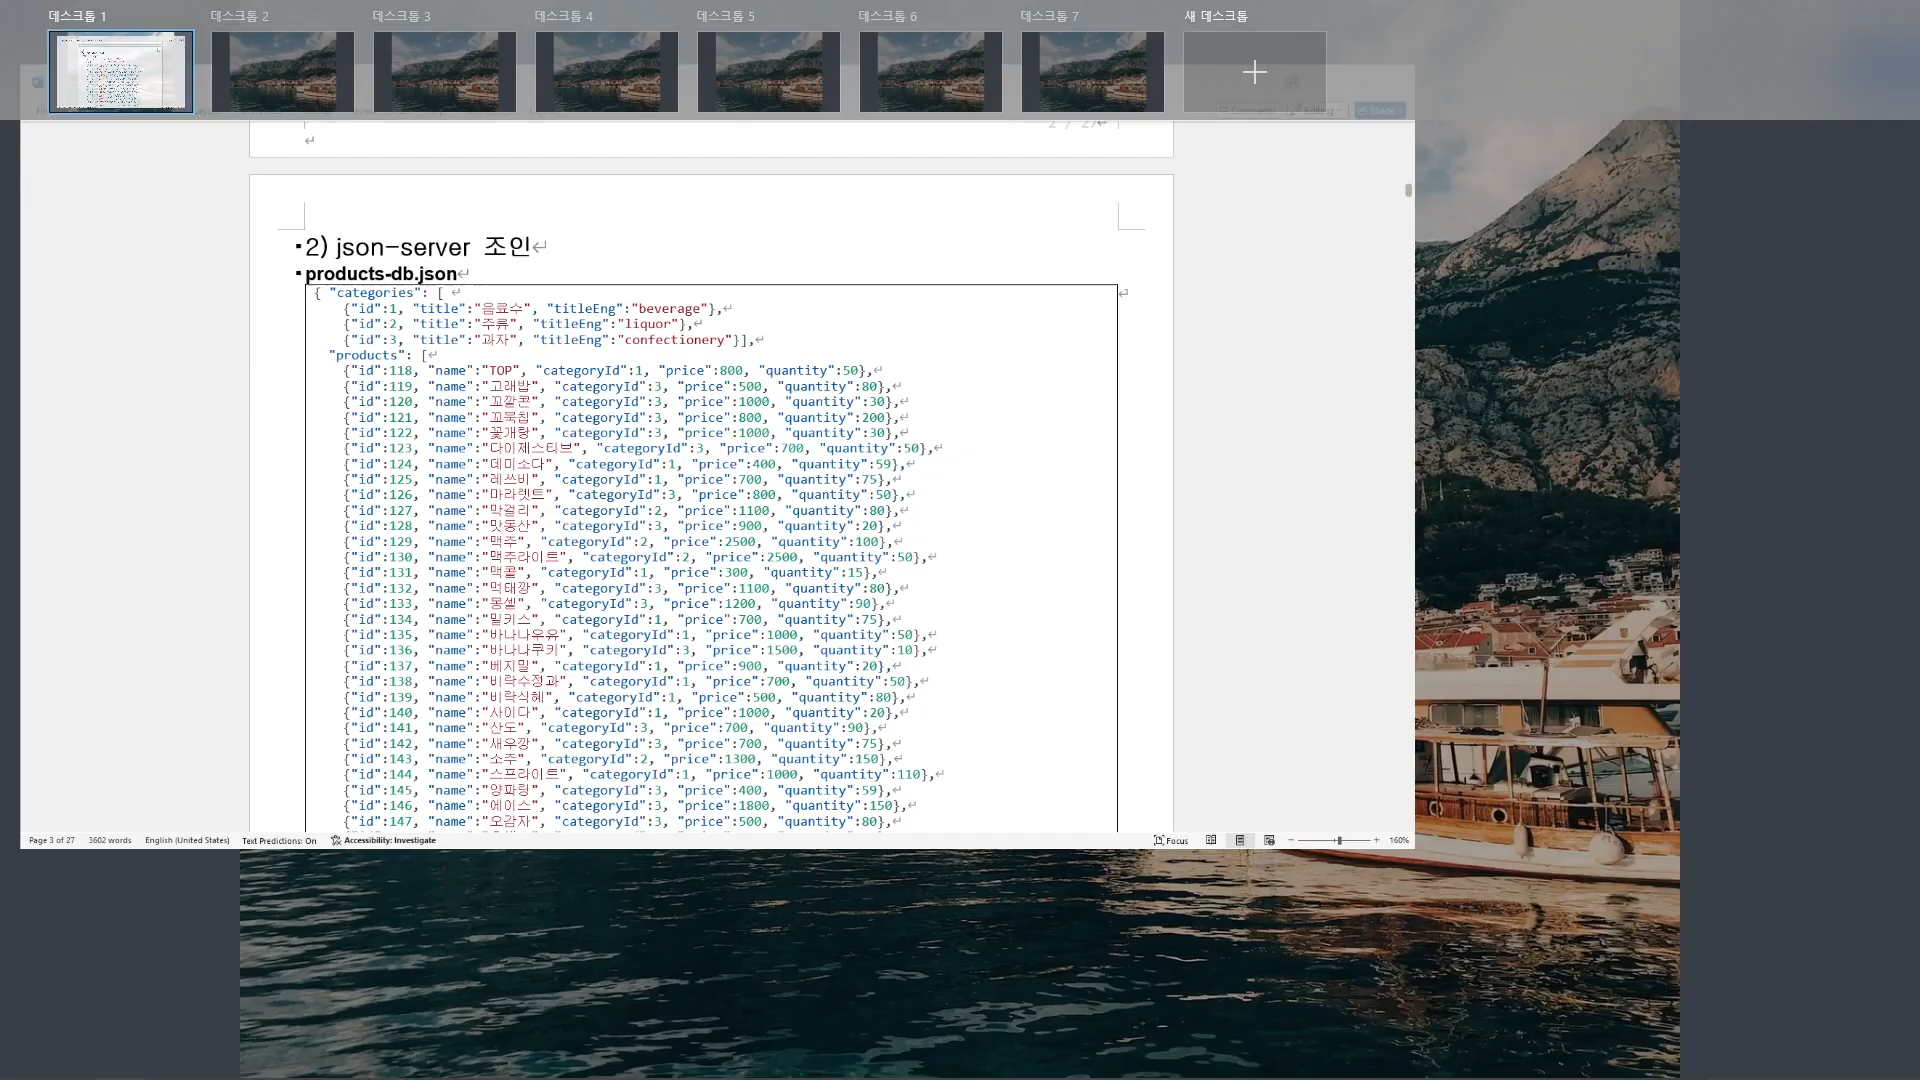 데스크톱 1
데스크톱 2
데스크톱 3
데스크톱 4
데스크톱 5
데스크톱 6
데스크톱 7
새 데스크톱
Comments
Editing
Share
2 / 27
2) json-server 조인
products-db.json
{ "categories": [
{"id":1, "title":"음료수", "titleEng":"beverage"},
{"id":2, "title":"주류", "titleEng":"liquor"},
{"id":3, "title":"과자", "titleEng":"confectionery"}],
"products": [
{"id":118, "name":"TOP", "categoryId":1, "price":800, "quantity":50},
{"id":119, "name":"고래밥", "categoryId":3, "price":500, "quantity":80},
{"id":120, "name":"꼬깔콘", "categoryId":3, "price":1000, "quantity":30},
{"id":121, "name":"꼬북칩", "categoryId":3, "price":800, "quantity":200},
{"id":122, "name":"꽃게랑", "categoryId":3, "price":1000, "quantity":30},
{"id":123, "name":"다이제스티브", "categoryId":3, "price":700, "quantity":50},
{"id":124, "name":"데미소다", "categoryId":1, "price":400, "quantity":59},
{"id":125, "name":"레쓰비", "categoryId":1, "price":700, "quantity":75},
{"id":126, "name":"마라렛트", "categoryId":3, "price":800, "quantity":50},
{"id":127, "name":"막걸리", "categoryId":2, "price":1100, "quantity":80},
{"id":128, "name":"맛동산", "categoryId":3, "price":900, "quantity":20},
{"id":129, "name":"맥주", "categoryId":2, "price":2500, "quantity":100},
{"id":130, "name":"맥주라이트", "categoryId":2, "price":2500, "quantity":50},
{"id":131, "name":"맥콜", "categoryId":1, "price":300, "quantity":15},
{"id":132, "name":"먹태깡", "categoryId":3, "price":1100, "quantity":80},
{"id":133, "name":"몽쉘", "categoryId":3, "price":1200, "quantity":90},
{"id":134, "name":"밀키스", "categoryId":1, "price":700, "quantity":75},
{"id":135, "name":"바나나우유", "categoryId":1, "price":1000, "quantity":50},
{"id":136, "name":"바나나쿠키", "categoryId":3, "price":1500, "quantity":10},
{"id":137, "name":"베지밀", "categoryId":1, "price":900, "quantity":20},
{"id":138, "name":"비락수정과", "categoryId":1, "price":700, "quantity":50},
{"id":139, "name":"비락식혜", "categoryId":1, "price":500, "quantity":80},
{"id":140, "name":"사이다", "categoryId":1, "price":1000, "quantity":20},
{"id":141, "name":"산도", "categoryId":3, "price":700, "quantity":90},
{"id":142, "name":"새우깡", "categoryId":3, "price":700, "quantity":75},
{"id":143, "name":"소주", "categoryId":2, "price":1300, "quantity":150},
{"id":144, "name":"스프라이트", "categoryId":1, "price":1000, "quantity":110},
{"id":145, "name":"양파링", "categoryId":3, "price":400, "quantity":59},
{"id":146, "name":"에이스", "categoryId":3, "price":1800, "quantity":150},
{"id":147, "name":"오감자", "categoryId":3, "price":500, "quantity":80},
Page 3 of 27 3602 words English (United States) Text Predictions: On Accessibility: Investigate Focus 160%